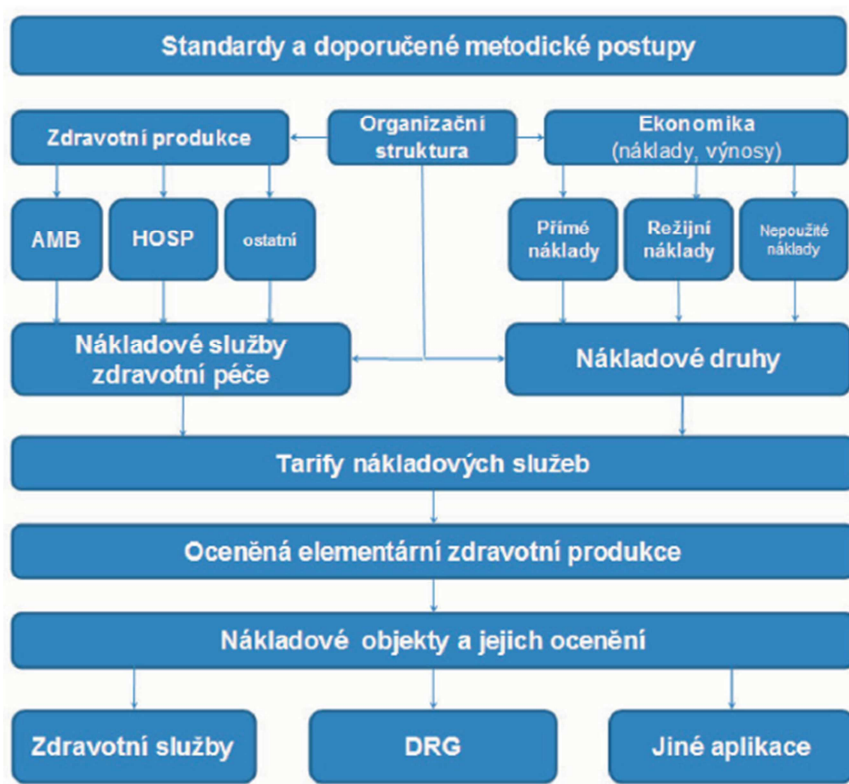 Standardy a doporučené metodické postupy
Zdravotní produkce
Organizační
struktura
Ekonomika
(náklady, výnosy)
AMB
HOSP
ostatní
Přímé
náklady
Režijní
náklady
Nepoužité
náklady
Nákladové služby
zdravotní péče
Nákladové druhy
Tarify nákladových služeb
Oceněná elementární zdravotní produkce
Nákladové objekty a jejich ocenění
Zdravotní služby
DRG
Jiné aplikace